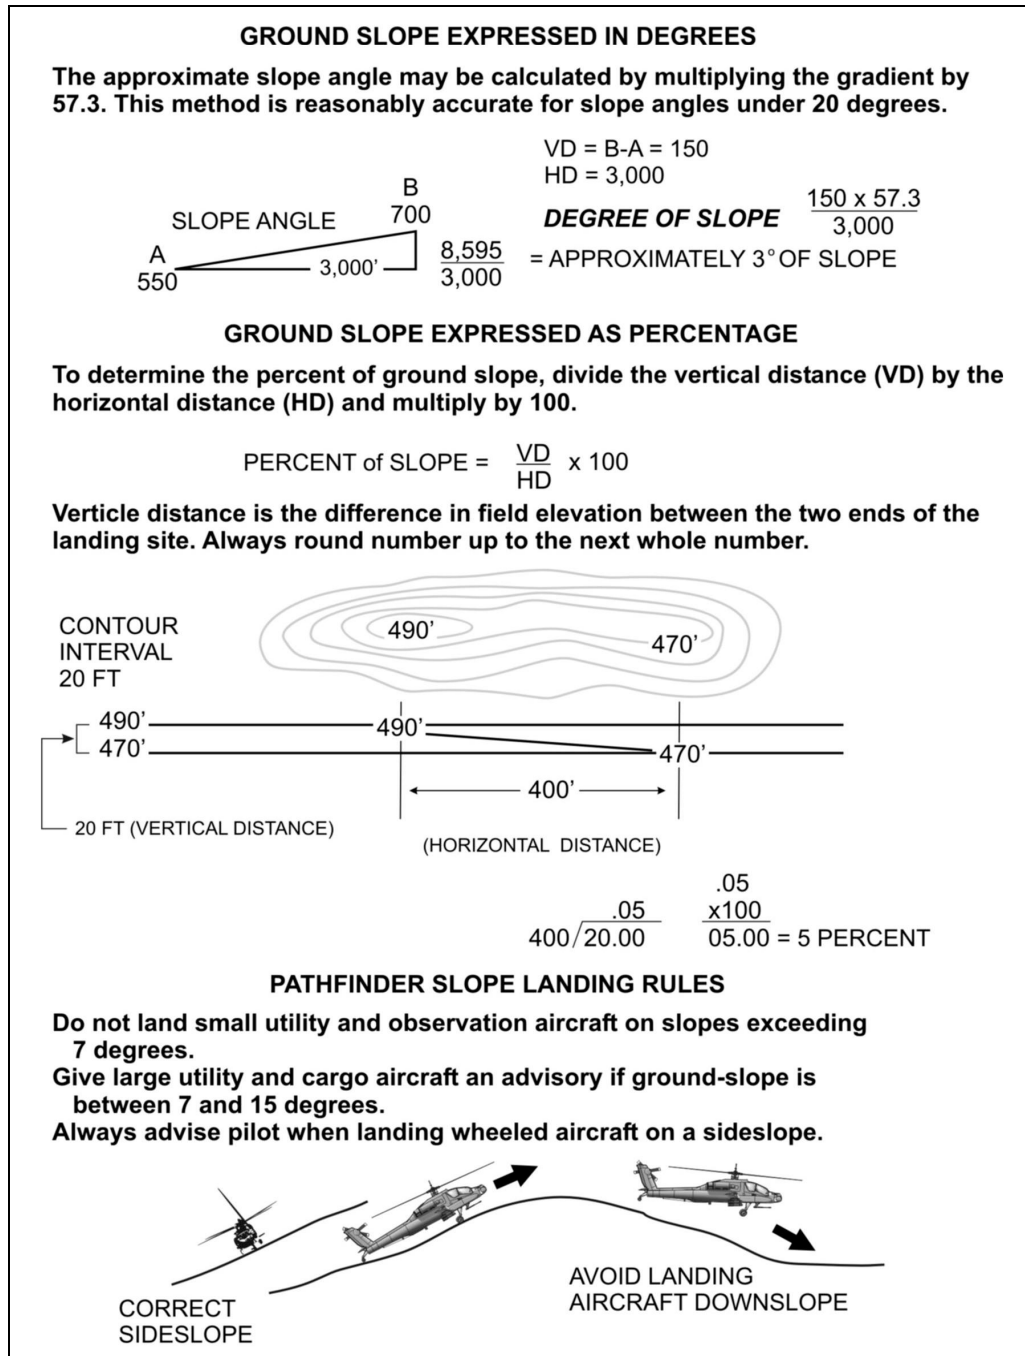 GROUND SLOPE EXPRESSED IN DEGREES
The approximate slope angle may be calculated by multiplying the gradient by
57.3. This method is reasonably accurate for slope angles under 20 degrees.
VD = B-A = 150
HD = 3,000
B
700
SLOPE ANGLE
A
550
3,000'
DEGREE OF SLOPE
150 x 57.3
3,000
8,595
3,000
= APPROXIMATELY 3° OF SLOPE
GROUND SLOPE EXPRESSED AS PERCENTAGE
To determine the percent of ground slope, divide the vertical distance (VD) by the
horizontal distance (HD) and multiply by 100.
PERCENT of SLOPE = VD
HD
x 100
Verticle distance is the difference in field elevation between the two ends of the
landing site. Always round number up to the next whole number.
CONTOUR
INTERVAL
20 FT
490'
470'
490'
470'
490'
470'
400'
20 FT (VERTICAL DISTANCE)
(HORIZONTAL DISTANCE)
.05
400/20.00
.05
x100
05.00 = 5 PERCENT
PATHFINDER SLOPE LANDING RULES
Do not land small utility and observation aircraft on slopes exceeding
7 degrees.
Give large utility and cargo aircraft an advisory if ground-slope is
between 7 and 15 degrees.
Always advise pilot when landing wheeled aircraft on a sideslope.
CORRECT
SIDESLOPE
AVOID LANDING
AIRCRAFT DOWNSLOPE